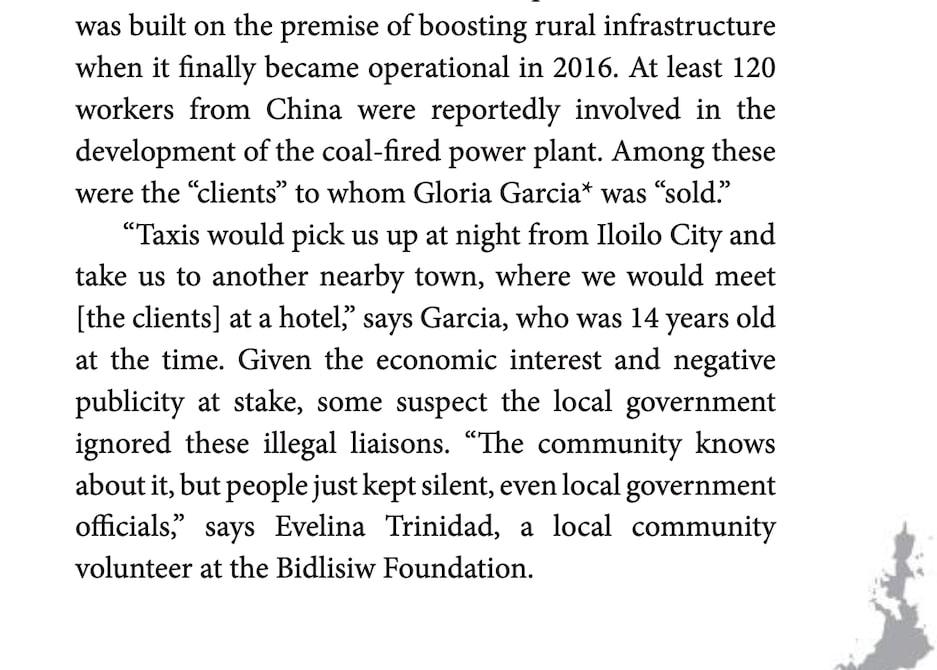 was built on the premise of boosting rural infrastructure
when it finally became operational in 2016. At least 120
workers from China were reportedly involved in the
development of the coal-fired power plant. Among these
were the “clients” to whom Gloria Garcia* was “sold.”
“Taxis would pick us up at night from Iloilo City and
take us to another nearby town, where we would meet
[the clients] at a hotel,” says Garcia, who was 14 years old
at the time. Given the economic interest and negative
publicity at stake, some suspect the local government
ignored these illegal liaisons. “The community knows
about it, but people just kept silent, even local government
officials,” says Evelina Trinidad, a local community
volunteer at the Bidlisiw Foundation.